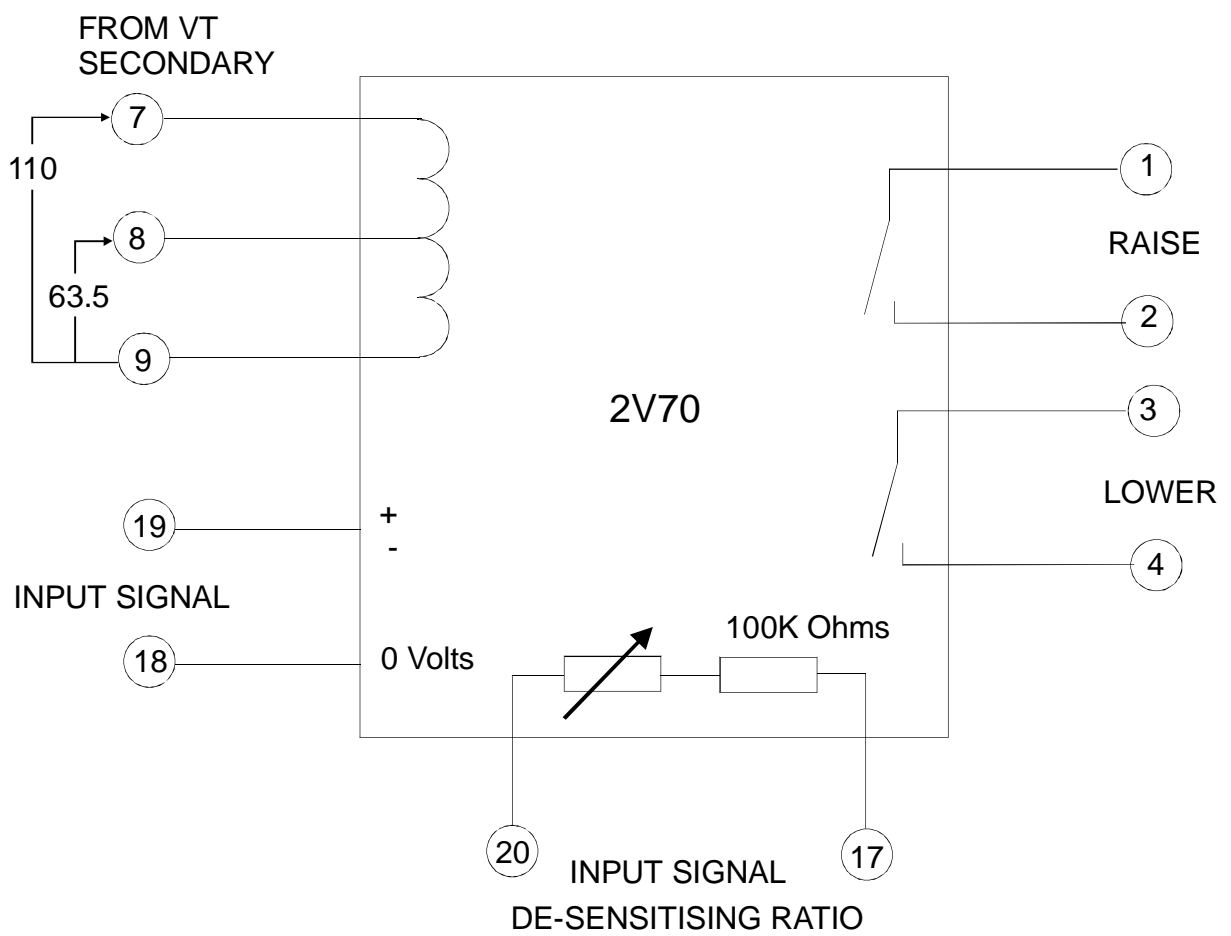 FROM VT
SECONDARY
7
110
8
63.5
9
1
RAISE
2
2V70
3
LOWER
4
19
+
-
INPUT SIGNAL
18
0 Volts
100K Ohms
20
17
INPUT SIGNAL
DE-SENSITISING RATIO